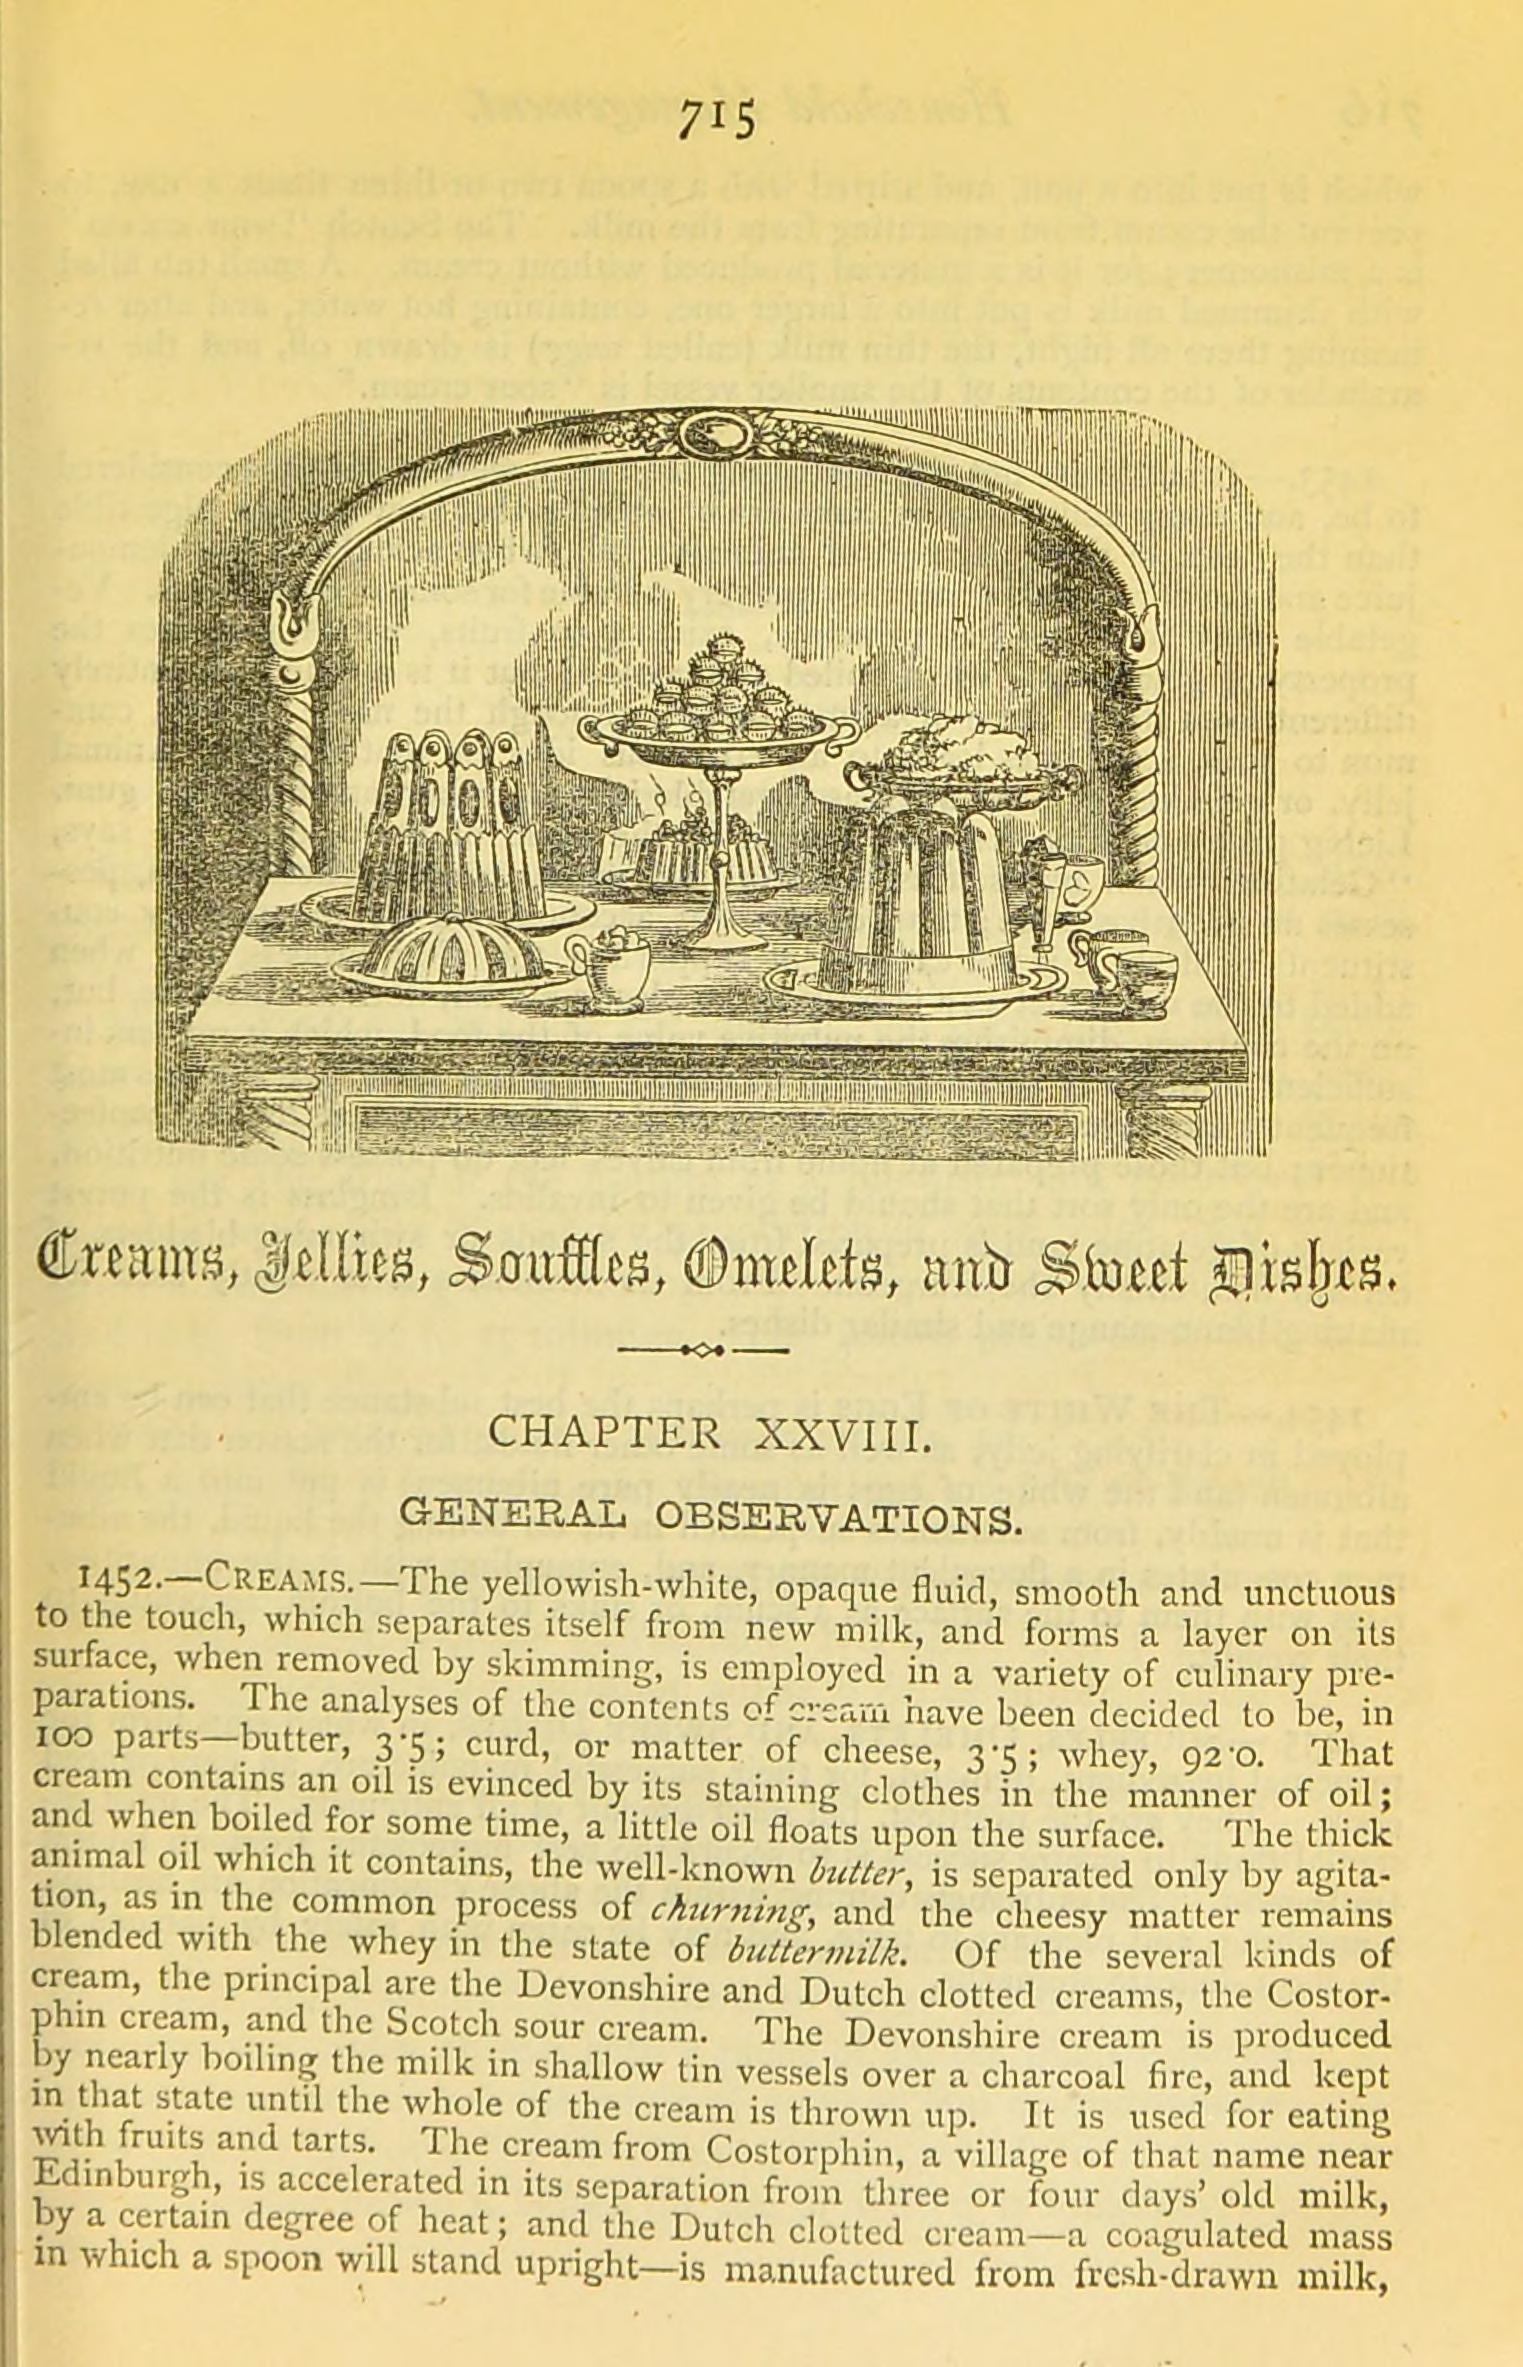 715
Creams, Jellies, Souffles, Omelets, and Sweet Dishes.
CHAPTER XXVIII.
GENERAL OBSERVATIONS.
1452.—CREAMS.—The yellowish-white, opaque fluid, smooth and unctuous
to the touch, which separates itself from new milk, and forms a layer on its
surface, when removed by skimming, is employed in a variety of culinary pre-
parations. The analyses of the contents of cream have been decided to be, in
100 parts—butter, 3·5; curd, or matter of cheese, 3·5; whey, 92·0. That
cream contains an oil is evinced by its staining clothes in the manner of oil;
and when boiled for some time, a little oil floats upon the surface. The thick
animal oil which it contains, the well-known butter, is separated only by agita-
tion, as in the common process of churning, and the cheesy matter remains
blended with the whey in the state of buttermilk. Of the several kinds of
cream, the principal are the Devonshire and Dutch clotted creams, the Costor-
phin cream, and the Scotch sour cream. The Devonshire cream is produced
by nearly boiling the milk in shallow tin vessels over a charcoal fire, and kept
in that state until the whole of the cream is thrown up. It is used for eating
with fruits and tarts. The cream from Costorphin, a village of that name near
Edinburgh, is accelerated in its separation from three or four days' old milk,
by a certain degree of heat; and the Dutch clotted cream—a coagulated mass
in which a spoon will stand upright—is manufactured from fresh-drawn milk,